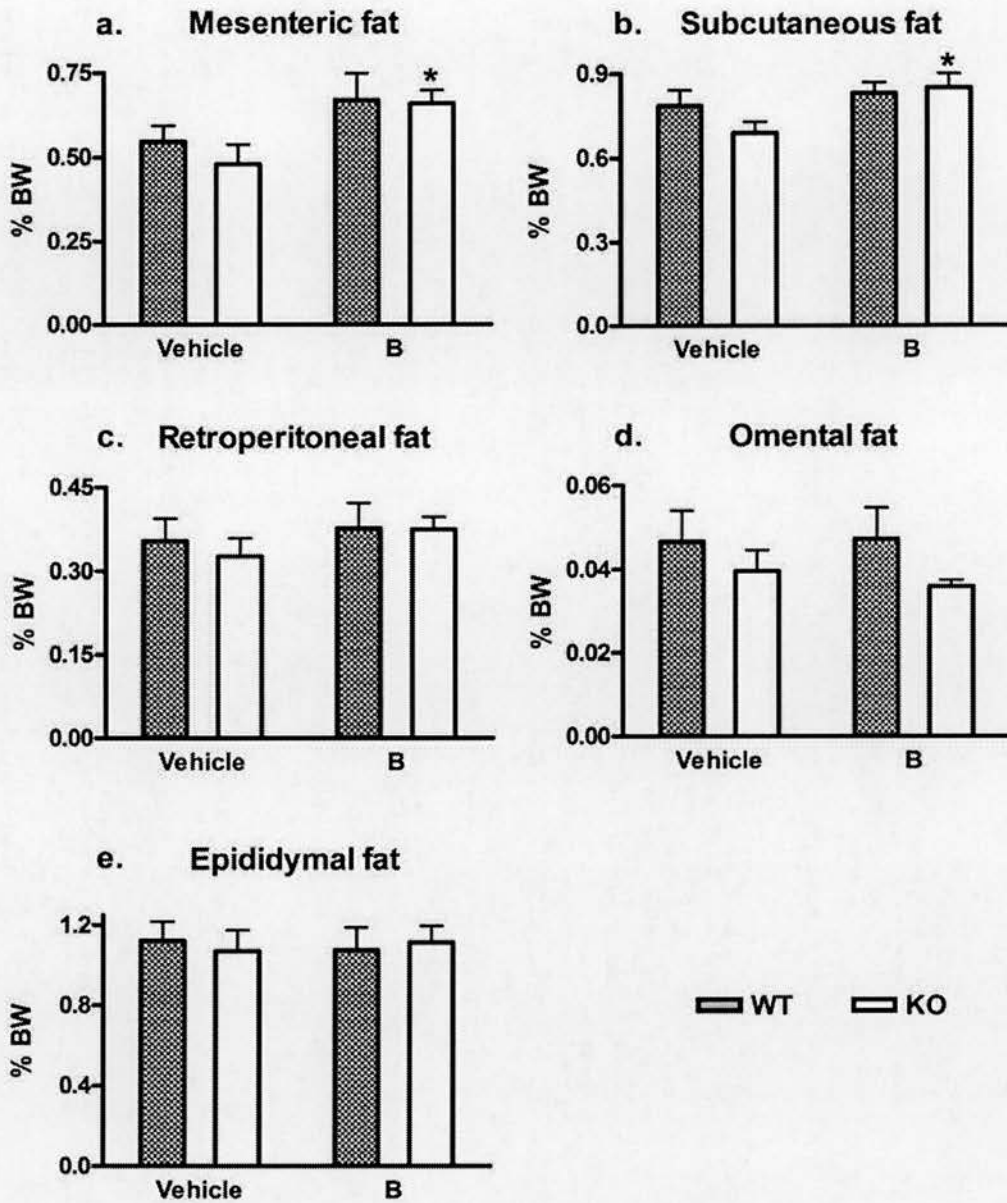 a. Mesenteric fat
0.75
0.50
0.25
0.00
% BW
*
Vehicle B
b. Subcutaneous fat
0.9
0.6
0.3
0.0
% BW
*
Vehicle B
c. Retroperitoneal fat
0.45
0.30
0.15
0.00
% BW
Vehicle B
d. Omental fat
0.06
0.04
0.02
0.00
% BW
Vehicle B
e. Epididymal fat
1.2
0.8
0.4
0.0
% BW
Vehicle B
WT KO